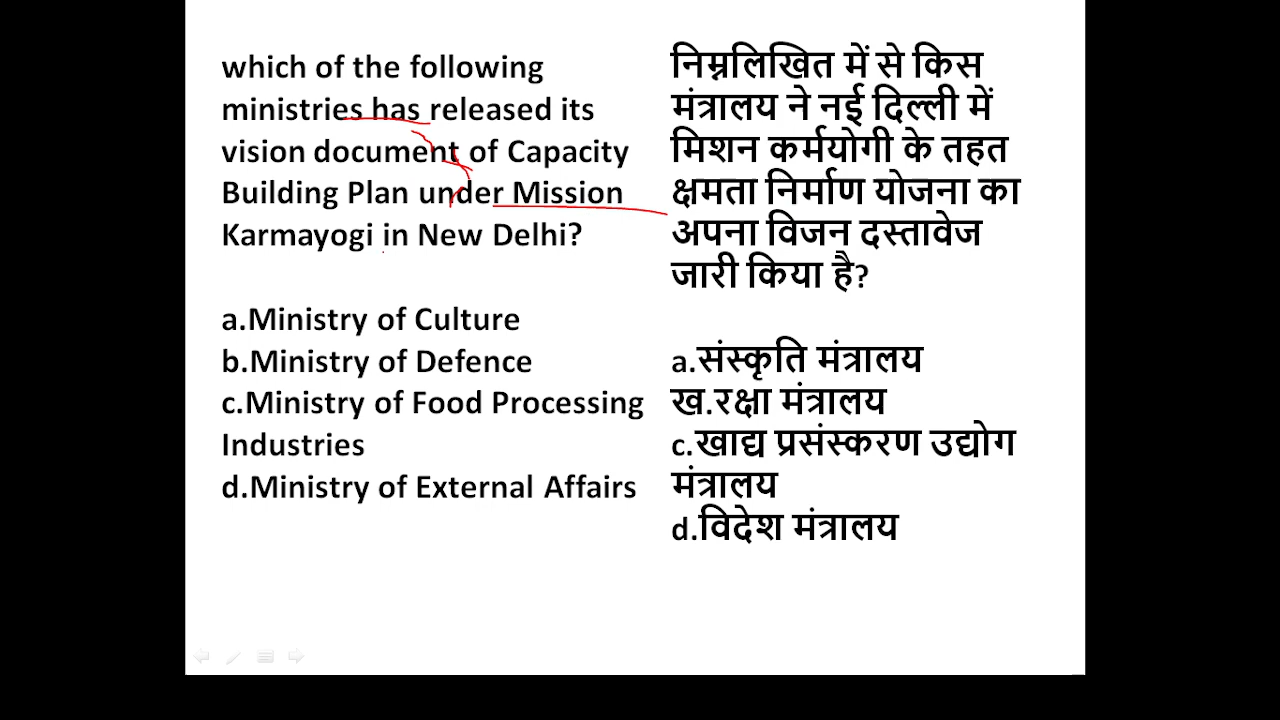 which of the following
ministries has released its
vision document of Capacity
Building Plan under Mission
Karmayogi in New Delhi?
a.Ministry of Culture
b.Ministry of Defence
c.Ministry of Food Processing
Industries
d.Ministry of External Affairs
निम्नलिखित में से किस
मंत्रालय ने नई दिल्ली में
मिशन कर्मयोगी के तहत
क्षमता निर्माण योजना का
अपना विजन दस्तावेज
जारी किया है?
a.संस्कृति मंत्रालय
ख.रक्षा मंत्रालय
c.खाद्य प्रसंस्करण उद्योग
मंत्रालय
d.विदेश मंत्रालय